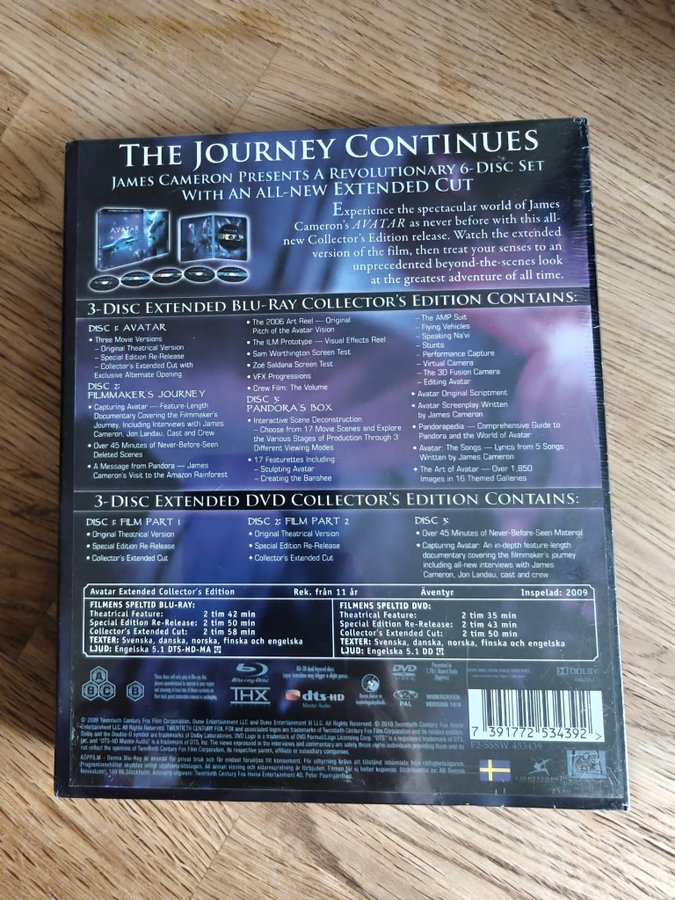 THE JOURNEY CONTINUES
JAMES CAMERON PRESENTS A REVOLUTIONARY 6-DISC SET
WITH AN ALL-NEW EXTENDED CUT
AVATAR
Experience the spectacular world of James
Cameron's AVATAR as never before with this all-
new Collector's Edition release. Watch the extended
version of the film, then treat your senses to an
unprecedented beyond-the-scenes look
at the greatest adventure of all time.
3-DISC EXTENDED BLU-RAY COLLECTOR'S EDITION CONTAINS:
DISC 1: AVATAR
• Three Movie Versions
– Original Theatrical Version
– Special Edition Re-Release
– Collector's Extended Cut with
Exclusive Alternate Opening
DISC 2:
FILMMAKER'S JOURNEY
• Capturing Avatar — Feature-Length
Documentary Covering the Filmmaker's
Journey, Including Interviews with James
Cameron, Jon Landau, Cast and Crew
• Over 45 Minutes of Never-Before-Seen
Deleted Scenes
• A Message from Pandora — James
Cameron's Visit to the Amazon Rainforest
• The 2006 Art Reel — Original
Pitch of the Avatar Vision
• The ILM Prototype — Visual Effects Reel
• Sam Worthington Screen Test
• Zoë Saldana Screen Test
• VFX Progressions
• Crew Film: The Volume
DISC 3:
PANDORA'S BOX
• Interactive Scene Deconstruction
– Choose from 17 Movie Scenes and Explore
the Various Stages of Production Through 3
Different Viewing Modes
• 17 Featurettes Including:
– Sculpting Avatar
– Creating the Banshee
– The AMP Suit
– Flying Vehicles
– Speaking Na'vi
– Stunts
– Performance Capture
– Virtual Camera
– The 3D Fusion Camera
– Editing Avatar
• Avatar Original Scriptment
• Avatar Screenplay Written
by James Cameron
• Pandorapedia — Comprehensive Guide to
Pandora and the World of Avatar
• Avatar: The Songs — Lyrics from 5 Songs
Written by James Cameron
• The Art of Avatar — Over 1,850
Images in 16 Themed Galleries
3-DISC EXTENDED DVD COLLECTOR'S EDITION CONTAINS:
DISC 1: FILM PART 1
• Original Theatrical Version
• Special Edition Re-Release
• Collector's Extended Cut
DISC 2: FILM PART 2
• Original Theatrical Version
• Special Edition Re-Release
• Collector's Extended Cut
DISC 3:
• Over 45 Minutes of Never-Before-Seen Material
• Capturing Avatar: An in-depth feature-length
documentary covering the filmmaker's journey
including all-new interviews with James
Cameron, Jon Landau, cast and crew
Avatar Extended Collector's Edition Rek. från 11 år Äventyr Inspelad: 2009
FILMENS SPELTID BLU-RAY:
Theatrical Feature: 2 tim 42 min
Special Edition Re-Release: 2 tim 50 min
Collector's Extended Cut: 2 tim 58 min
TEXTER: Svenska, danska, norska, finska och engelska
LJUD: Engelska 5.1 DTS-HD-MA
FILMENS SPELTID DVD:
Theatrical Feature: 2 tim 35 min
Special Edition Re-Release: 2 tim 43 min
Collector's Extended Cut: 2 tim 50 min
TEXTER: Svenska, danska, norska, finska och engelska
LJUD: Engelska 5.1 DD
A B C
Blu-ray Disc
THX
dts-HD
Master Audio
DVD
VIDEO
PAL
WIDESCREEN
VERSION 16:9
DOLBY
DIGITAL
7 391772 534392 >
F2-SSSW 453439